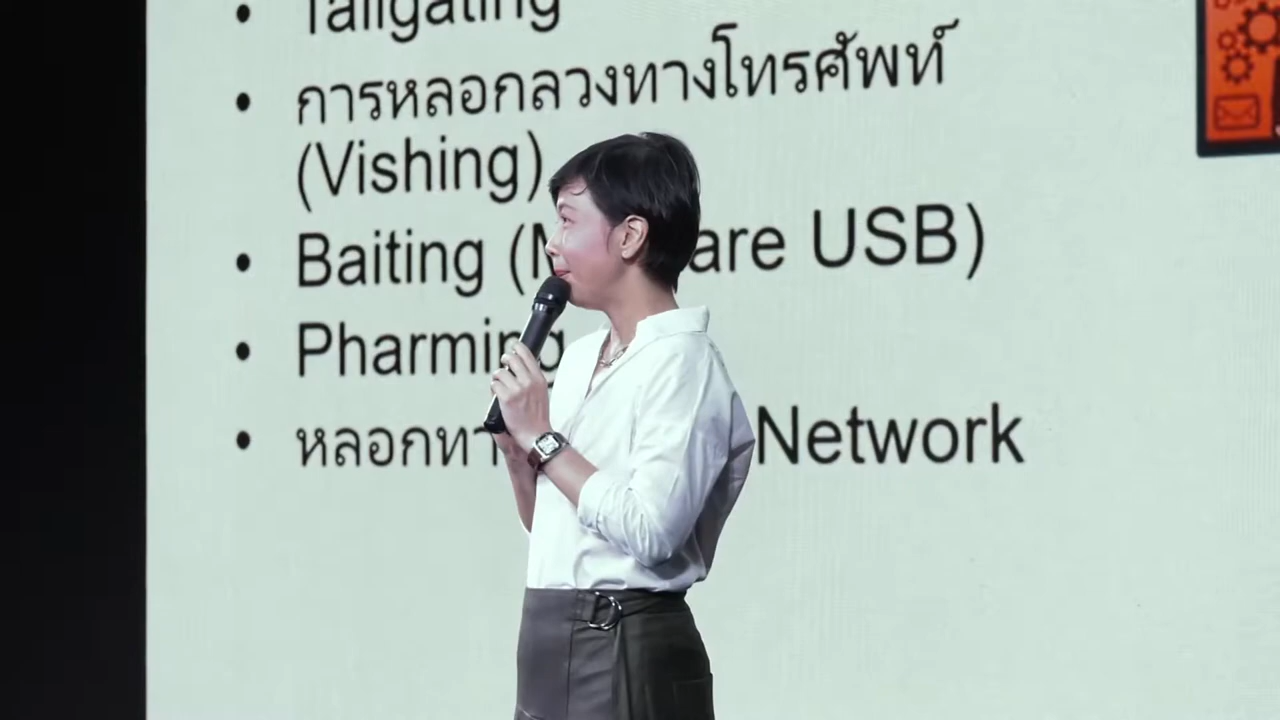 Tailgating
การหลอกลวงทางโทรศัพท์
(Vishing)
Baiting ( USB)
Pharming
Network